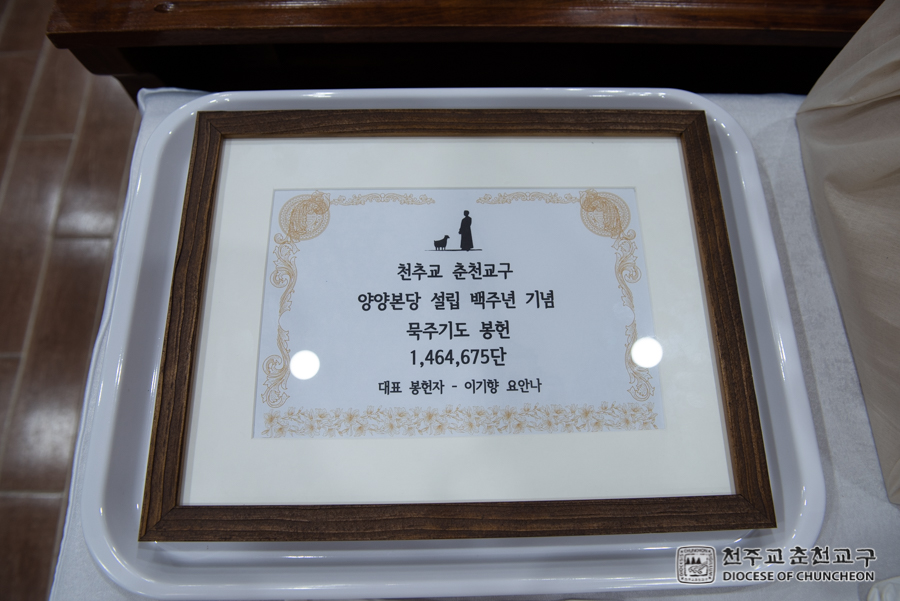 천추교 춘천교구
양양본당 설립 백주년 기념
묵주기도 봉헌
1,464,675단
대표 봉헌자 - 이기향 요안나
천주교 춘천교구
DIOCESE OF CHUNCHEON